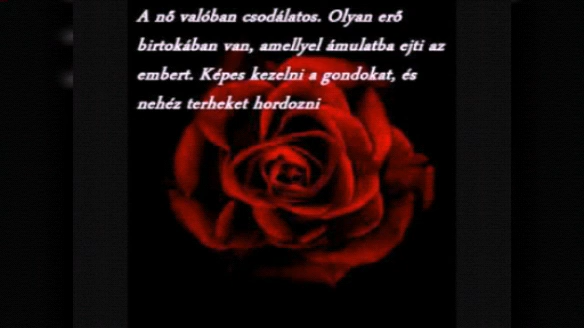 A nő valóban csodálatos. Olyan erő
birtokában van, amellyel ámulatba ejti az
embert. Képes kezelni a gondokat, és
nehéz terheket hordozni